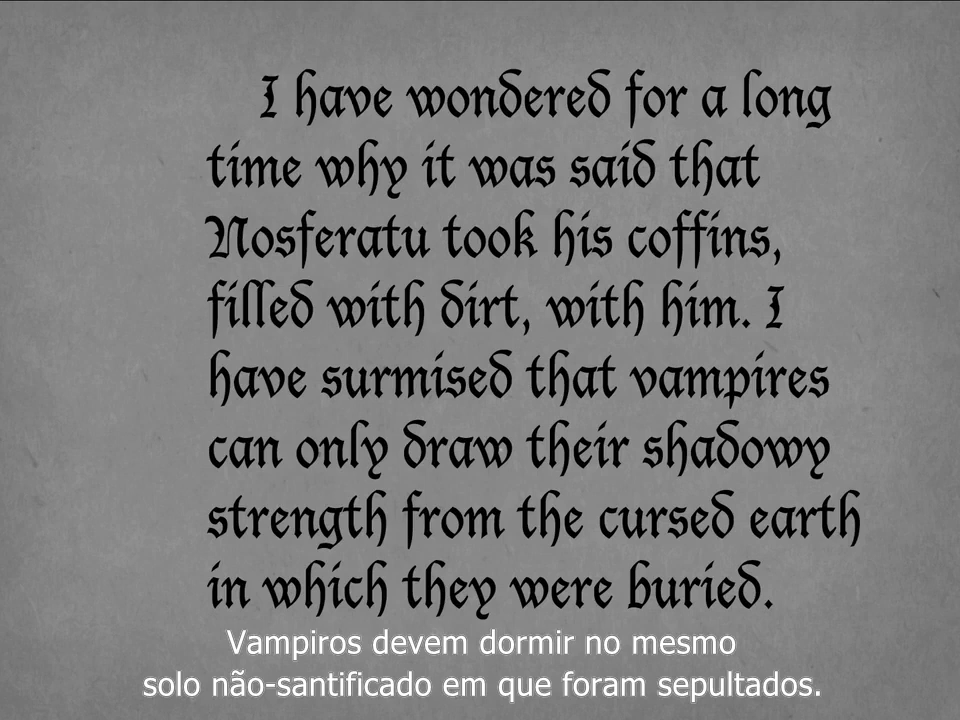 I have wondered for a long
time why it was said that
Nosferatu took his coffins,
filled with dirt, with him. I
have surmised that vampires
can only draw their shadowy
strength from the cursed earth
in which they were buried.
Vampiros devem dormir no mesmo
solo não-santificado em que foram sepultados.